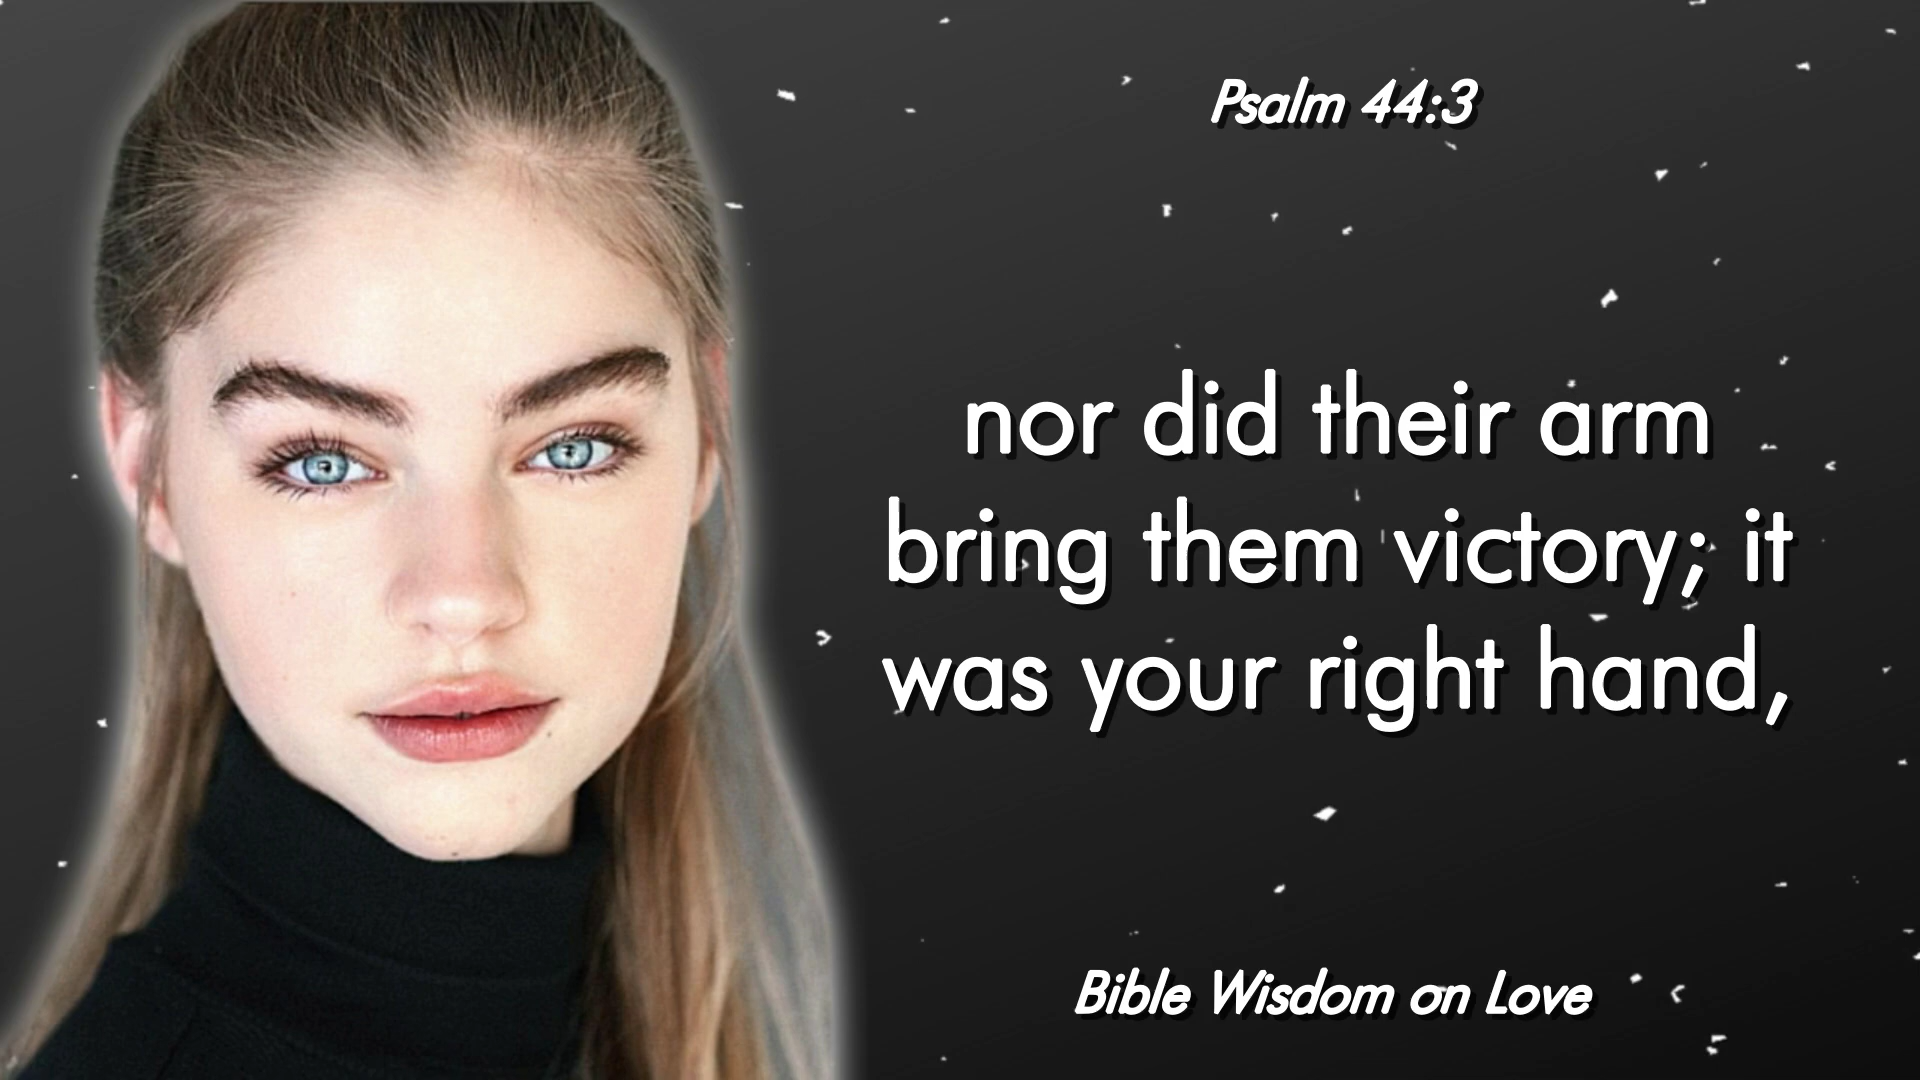 Psalm 44:3
nor did their arm
bring them victory; it
was your right hand,
Bible Wisdom on Love